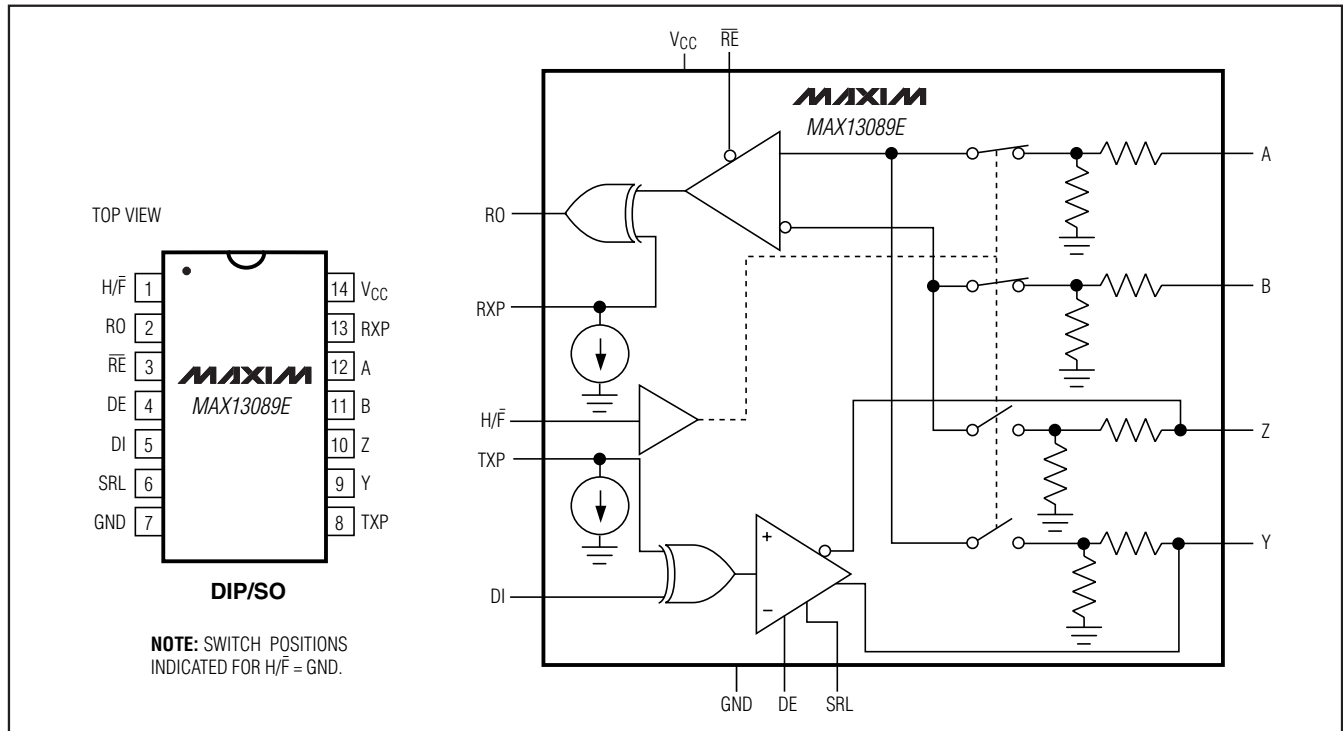 TOP VIEW
H/F̅ 1
RO 2
R̅E̅ 3
DE 4
DI 5
SRL 6
GND 7
14 VCC
13 RXP
12 A
11 B
10 Z
9 Y
8 TXP
MAXIM
MAX13089E
DIP/SO
NOTE: SWITCH POSITIONS
INDICATED FOR H/F̅ = GND.
VCC
R̅E̅
MAXIM
MAX13089E
RO
RXP
H/F̅
TXP
DI
A
B
Z
Y
+
−
GND
DE
SRL